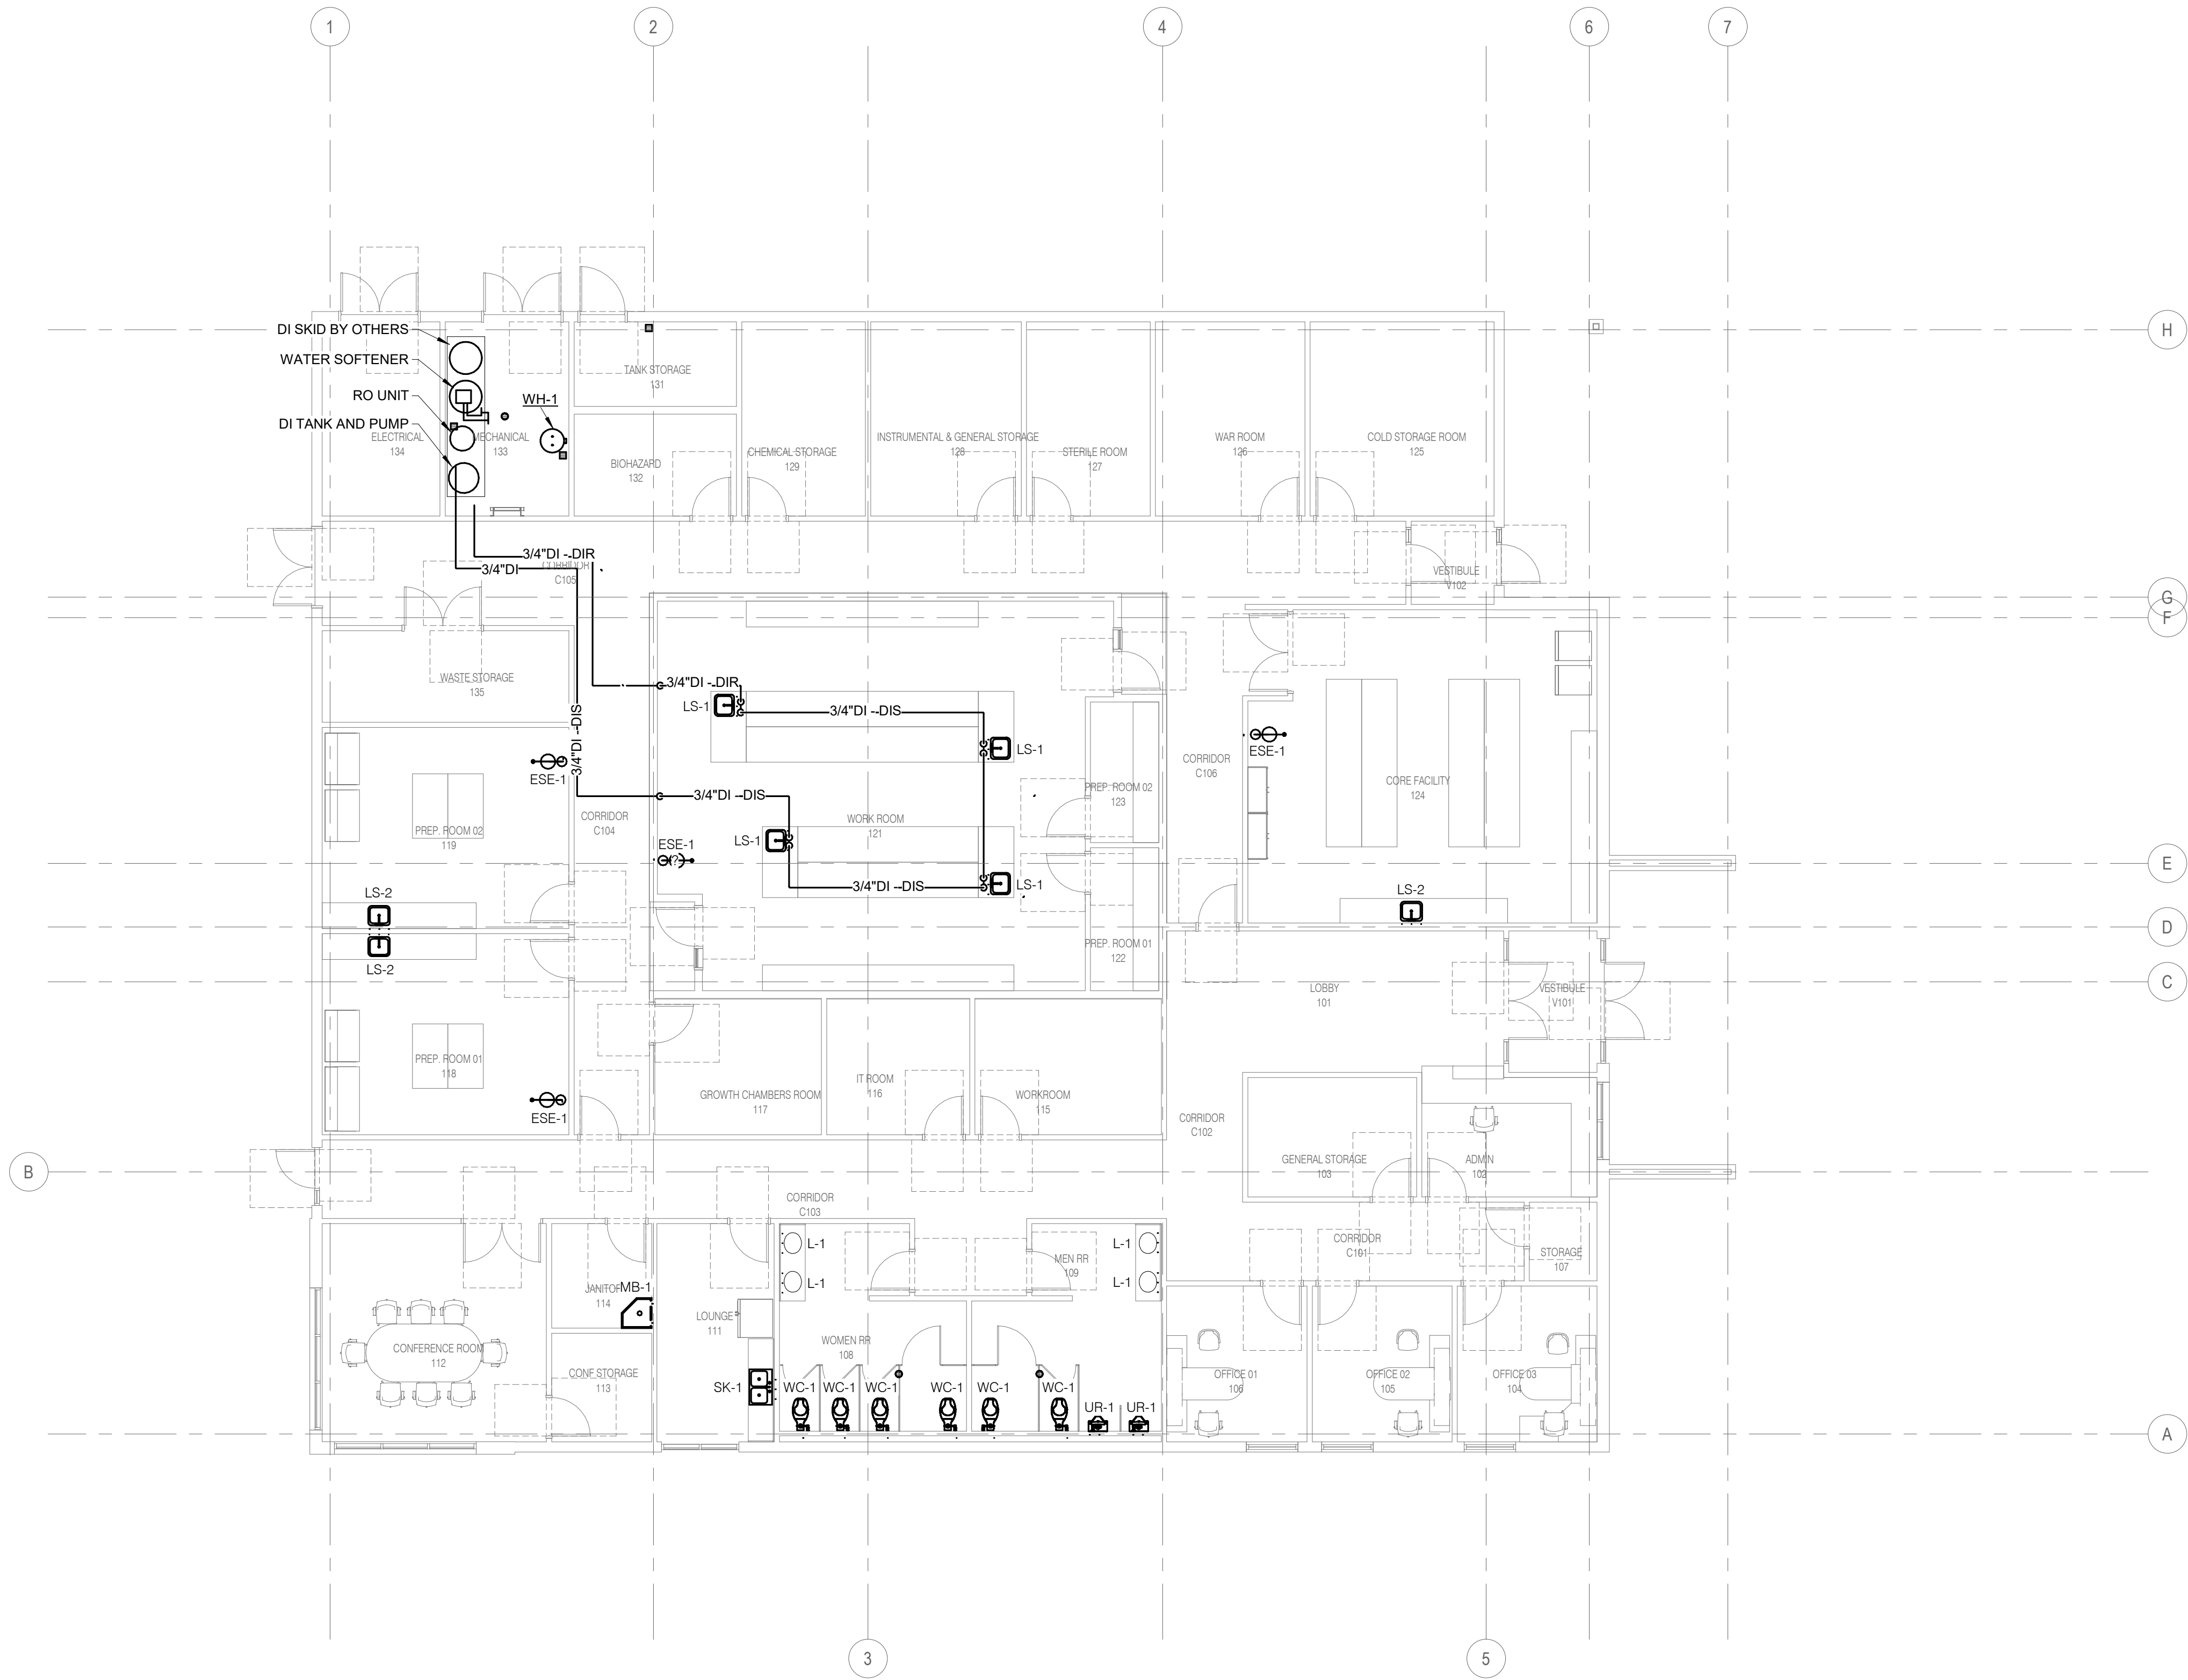 1
2
4
6
7
DI SKID BY OTHERS
H
WATER SOFTENER
TANK STORAGE
131
RO UNIT
WH-1
DI TANK AND PUMP
ELECTRICAL
134
MECHANICAL
133
BIOHAZARD
132
CHEMICAL STORAGE
129
INSTRUMENTAL & GENERAL STORAGE
128
STERILE ROOM
127
WAR ROOM
126
COLD STORAGE ROOM
125
3/4"DI --DIR
3/4"DI
CORRIDOR
C105
VESTIBULE
V102
G
F
WASTE STORAGE
135
3/4"DI --DIR
LS-1
3/4"DI --DIS
3/4"DI --DIS
LS-1
ESE-1
ESE-1
CORRIDOR
C106
CORE FACILITY
124
PREP. ROOM 02
123
3/4"DI --DIS
CORRIDOR
C104
WORK ROOM
121
PREP. ROOM 02
119
LS-1
ESE-1
(?)
E
3/4"DI --DIS
LS-1
LS-2
LS-2
D
PREP. ROOM 01
122
LS-2
C
LOBBY
101
VESTIBULE
V101
PREP. ROOM 01
118
GROWTH CHAMBERS ROOM
117
IT ROOM
116
WORKROOM
115
ESE-1
CORRIDOR
C102
GENERAL STORAGE
103
ADMIN
102
B
CORRIDOR
C103
L-1
L-1
MEN RR
109
L-1
L-1
CORRIDOR
C101
STORAGE
107
JANITOR
114
MB-1
LOUNGE
111
WOMEN RR
108
CONFERENCE ROOM
112
CONF STORAGE
113
SK-1
WC-1
WC-1
WC-1
WC-1
WC-1
WC-1
UR-1
UR-1
OFFICE 01
106
OFFICE 02
105
OFFICE 03
104
A
3
5